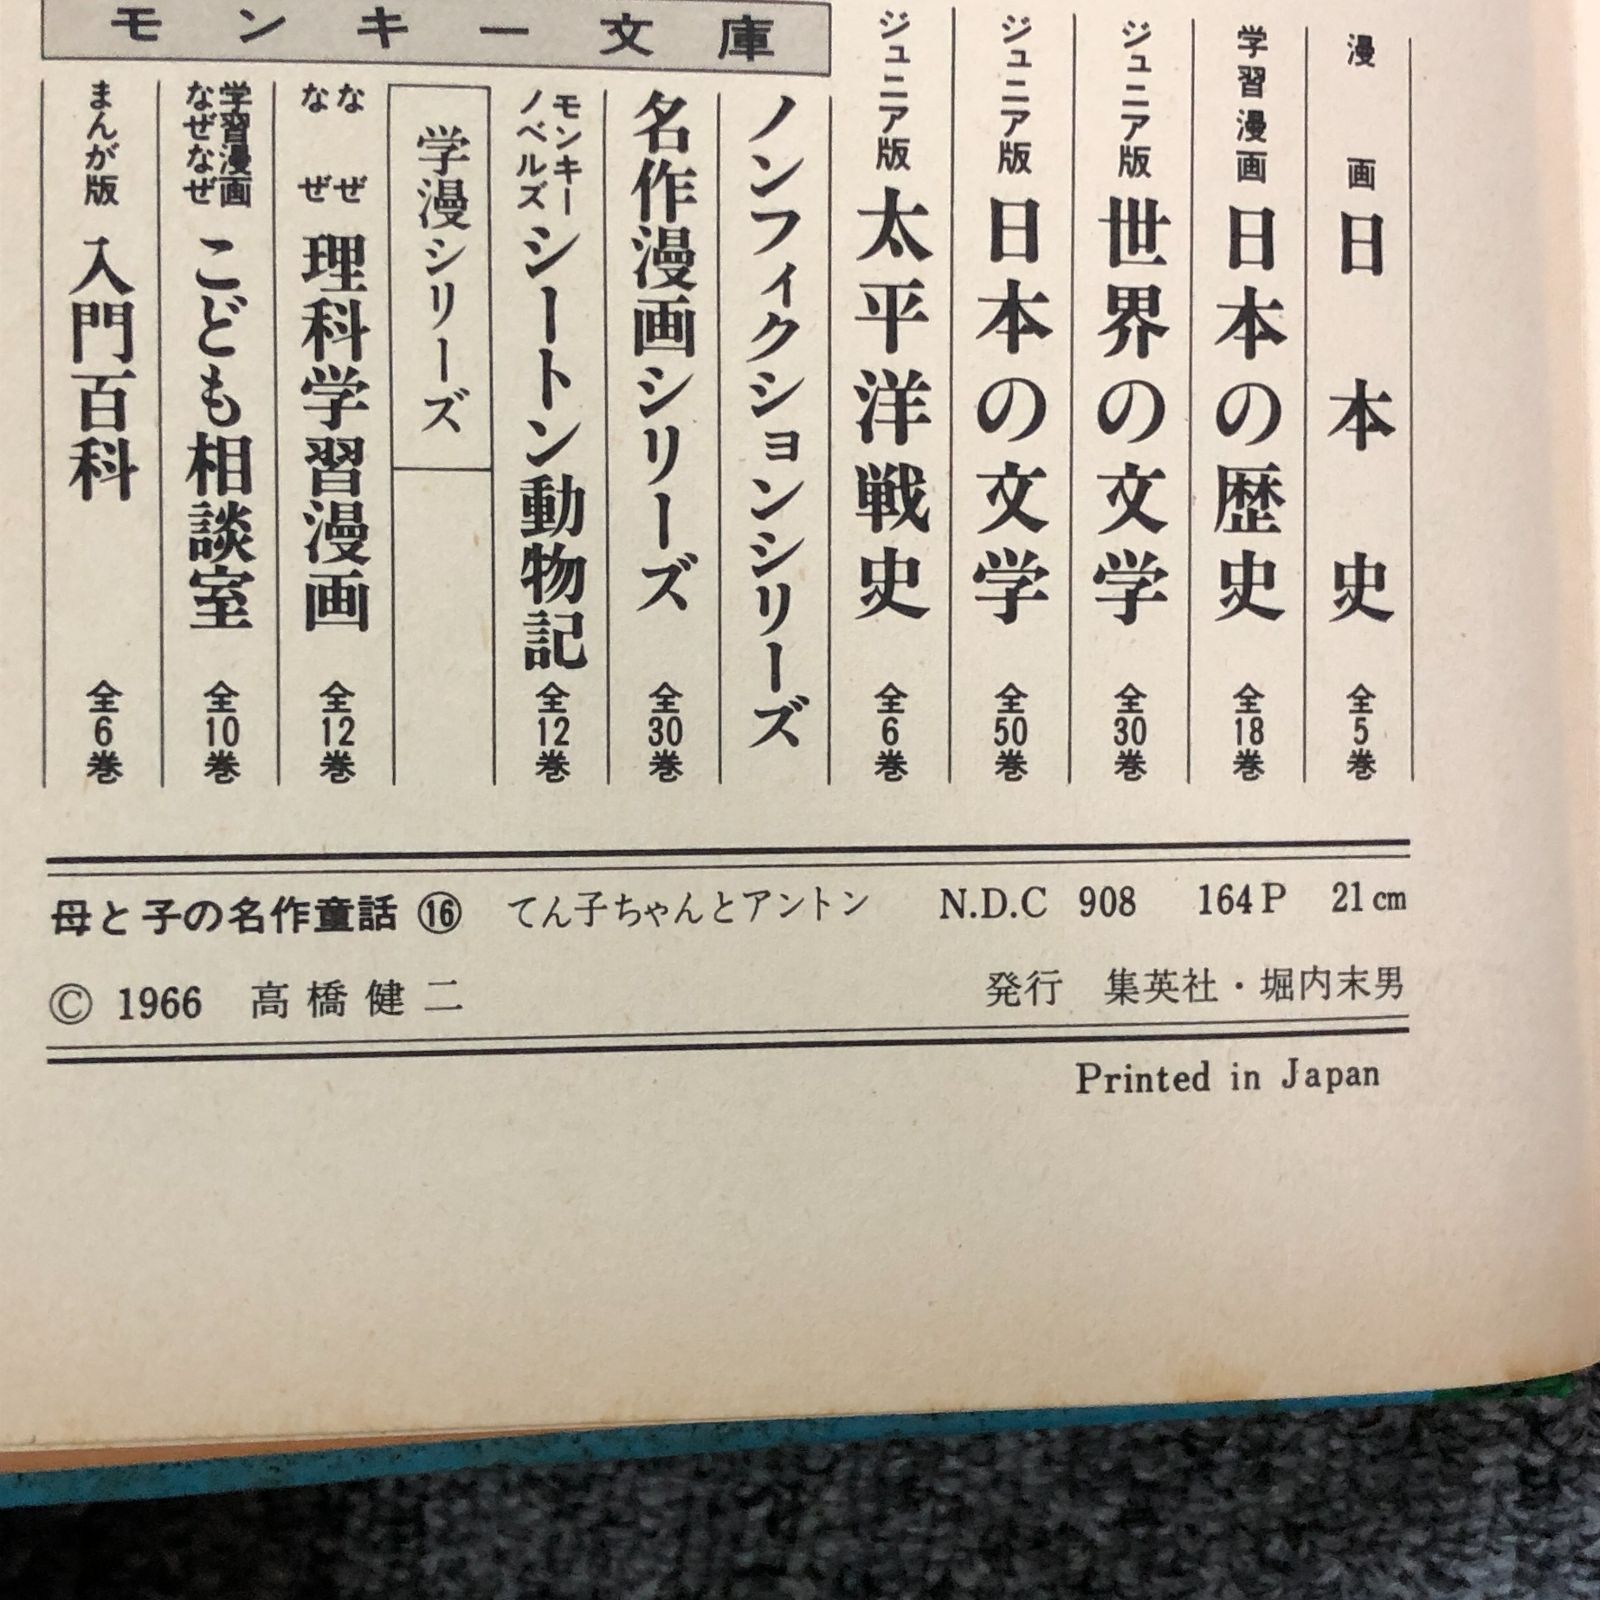 漫画 日本史 全5巻
学習漫画 日本の歴史 全18巻
ジュニア版 世界の文学 全30巻
ジュニア版 日本の文学 全50巻
ジュニア版 太平洋戦史 全6巻
モンキー文庫
ノンフィクションシリーズ
名作漫画シリーズ 全30巻
モンキーノベルズ シートン動物記 全12巻
学漫シリーズ
なぜなぜ 理科学習漫画 全12巻
学習漫画なぜなぜ こども相談室 全10巻
まんが版 入門百科 全6巻
母と子の名作童話 ⑯ てん子ちゃんとアントン N.D.C 908 164P 21cm
© 1966 高橋健二 発行 集英社・堀内末男
Printed in Japan